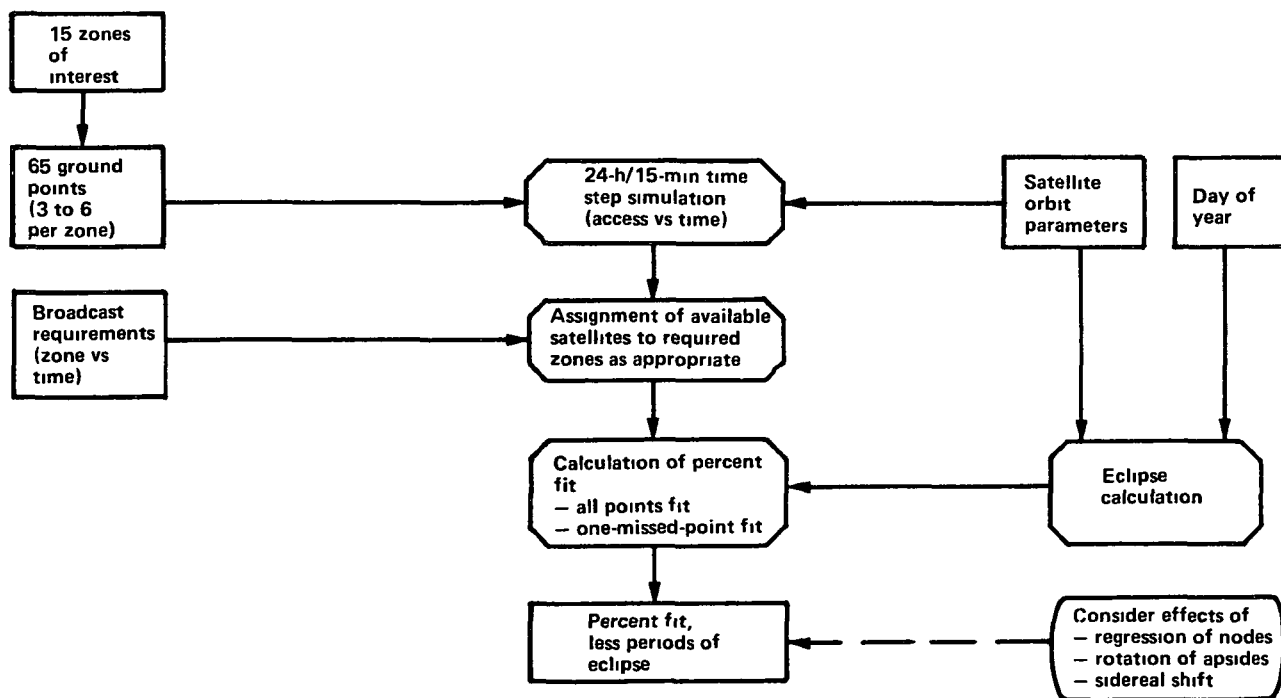 15 zones
of
interest
65 ground
points
(3 to 6
per zone)
24-h/15-min time
step simulation
(access vs time)
Satellite
orbit
parameters
Day of
year
Broadcast
requirements
(zone vs
time)
Assignment of available
satellites to required
zones as appropriate
Calculation of percent
fit
– all points fit
– one-missed-point fit
Eclipse
calculation
Percent fit,
less periods of
eclipse
Consider effects of
– regression of nodes
– rotation of apsides
– sidereal shift